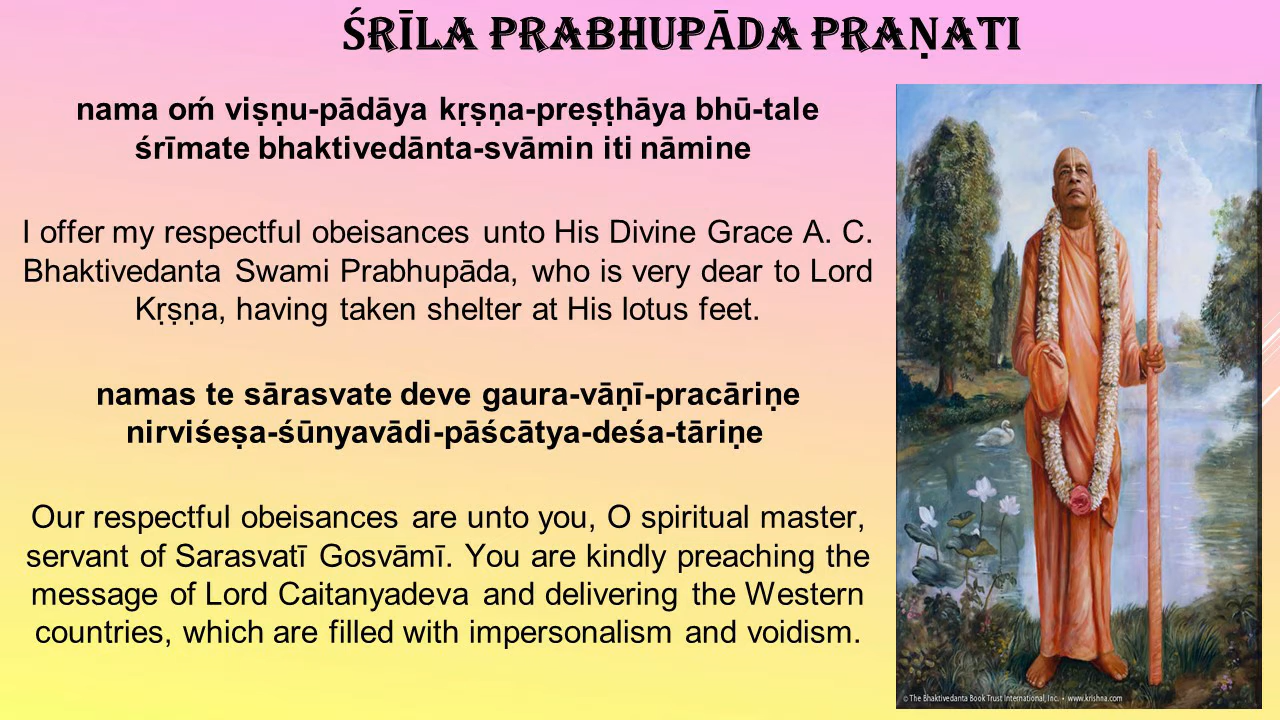 ŚRĪLA PRABHUPĀDA PRAṆATI
nama oḿ viṣṇu-pādāya kṛṣṇa-preṣṭhāya bhū-tale
śrīmate bhaktivedānta-svāmin iti nāmine
I offer my respectful obeisances unto His Divine Grace A. C.
Bhaktivedanta Swami Prabhupāda, who is very dear to Lord
Kṛṣṇa, having taken shelter at His lotus feet.
namas te sārasvate deve gaura-vāṇī-pracāriṇe
nirviśeṣa-śūnyavādi-pāścātya-deśa-tāriṇe
Our respectful obeisances are unto you, O spiritual master,
servant of Sarasvatī Gosvāmī. You are kindly preaching the
message of Lord Caitanyadeva and delivering the Western
countries, which are filled with impersonalism and voidism.
© The Bhaktivedanta Book Trust International, Inc. • www.krishna.com